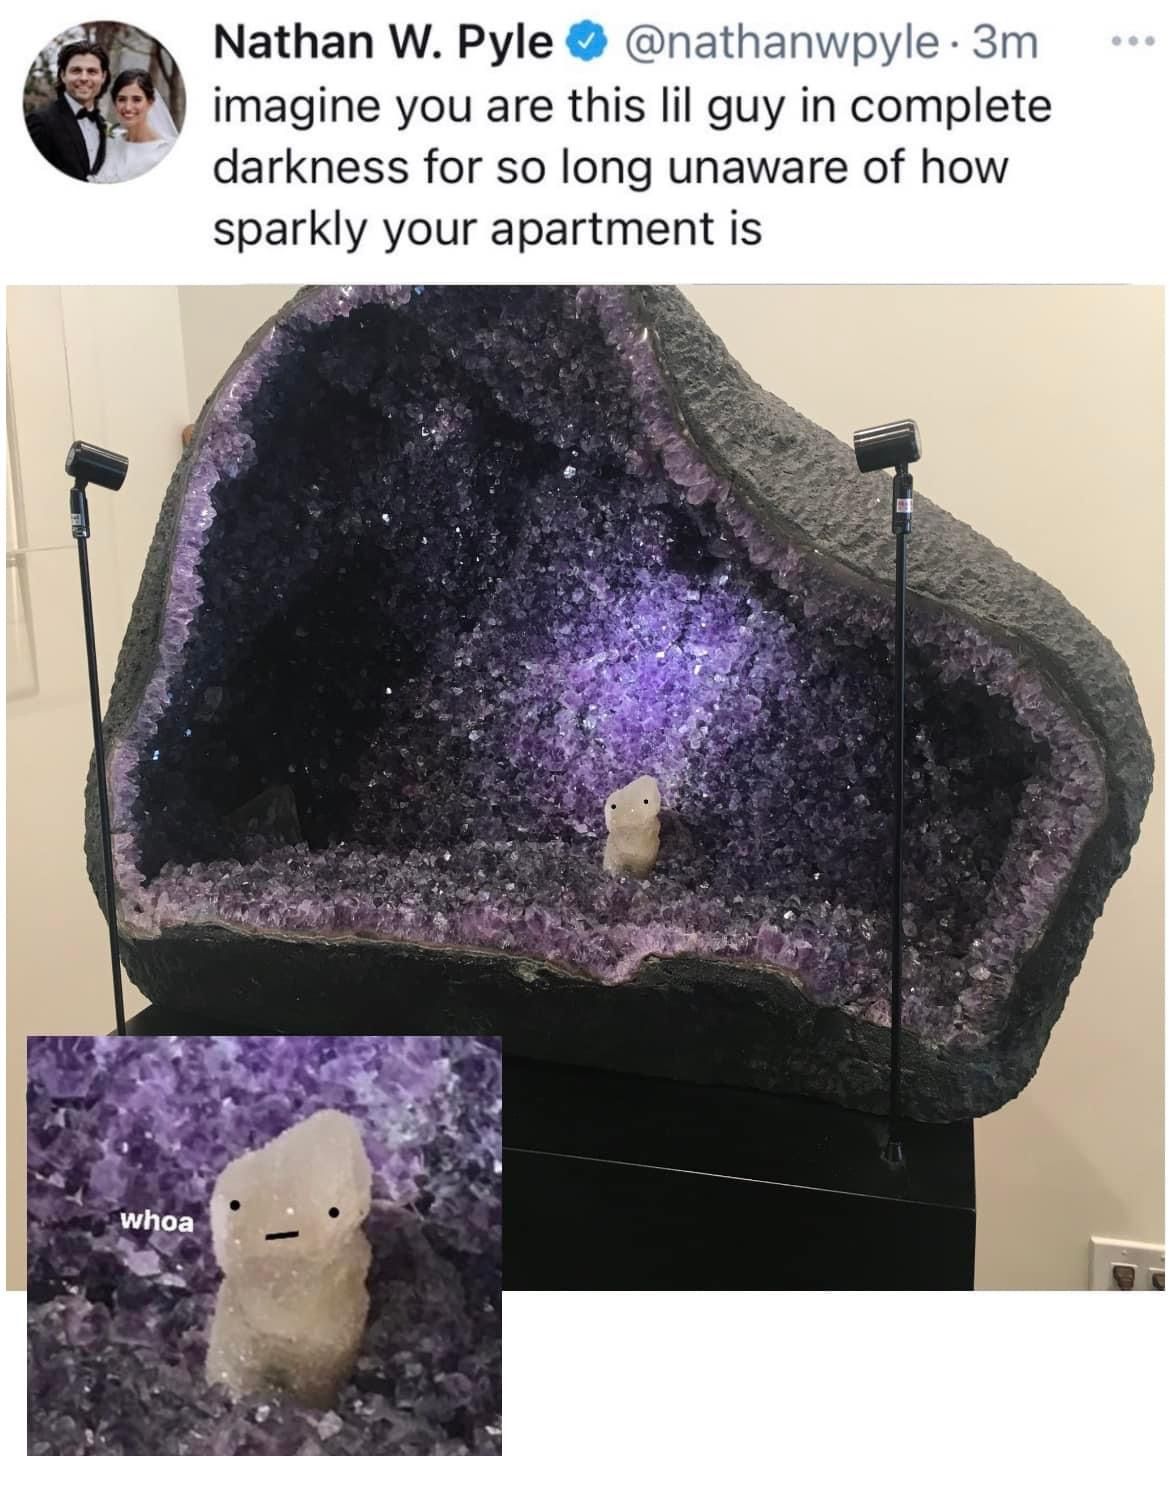 Nathan W. Pyle @nathanwpyle · 3m
imagine you are this lil guy in complete
darkness for so long unaware of how
sparkly your apartment is
whoa